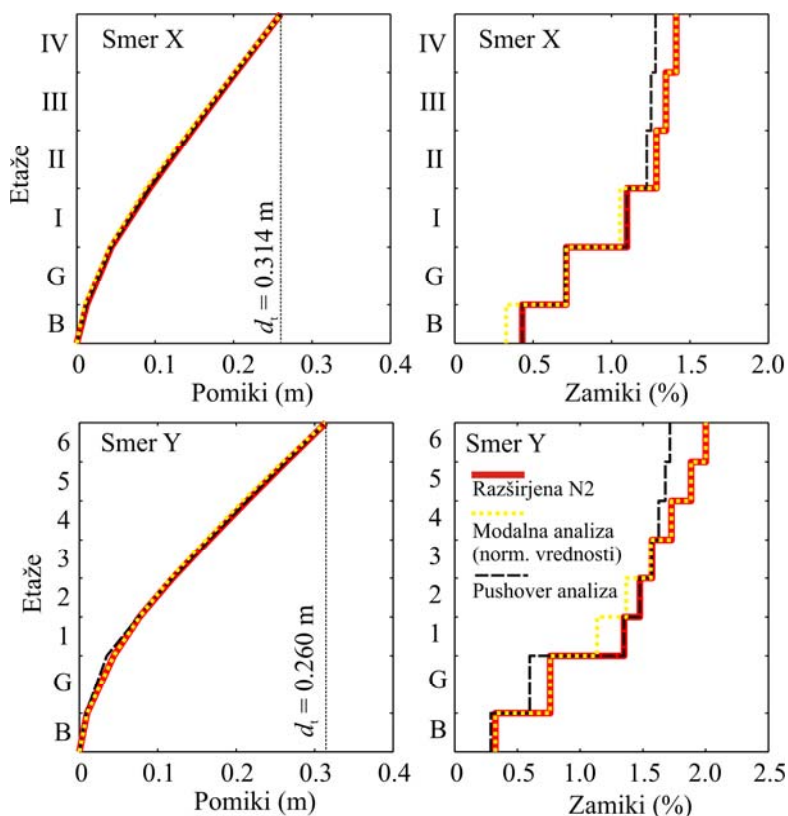 Smer X
Etaže
IV
III
II
I
G
B
dt = 0.314 m
0 0.1 0.2 0.3 0.4
Pomiki (m)
Smer X
0 0.5 1.0 1.5 2.0
Zamiki (%)
Smer Y
Etaže
6
5
4
3
2
1
G
B
dt = 0.260 m
0 0.1 0.2 0.3 0.4
Pomiki (m)
Smer Y
6
5
4
3
2
1
G
B
Razširjena N2
Modalna analiza
(norm. vrednosti)
Pushover analiza
0 0.5 1.0 1.5 2.0 2.5
Zamiki (%)
IV
III
II
I
G
B